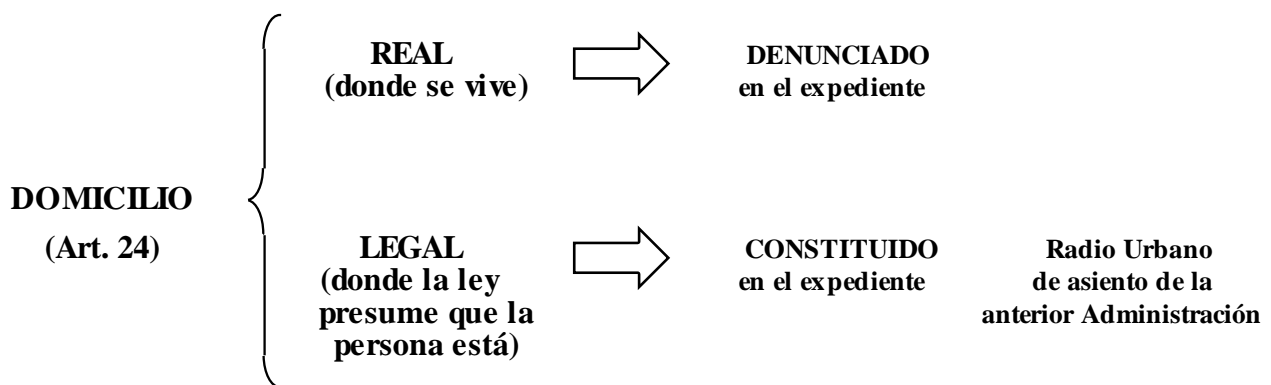 DOMICILIO
(Art. 24)
REAL
(donde se vive)
DENUNCIADO
en el expediente
LEGAL
(donde la ley
presume que la
persona está)
CONSTITUIDO
en el expediente
Radio Urbano
de asiento de la
anterior Administración